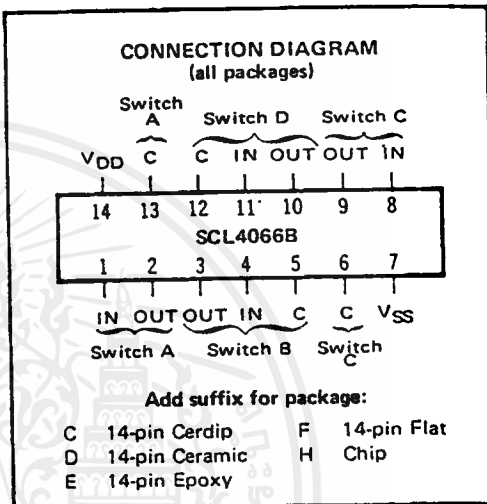 CONNECTION DIAGRAM
(all packages)
Switch A Switch D Switch C
VDD C C IN OUT OUT IN
14 13 12 11 10 9 8
SCL4066B
1 2 3 4 5 6 7
IN OUT OUT IN C C VSS
Switch A Switch B Switch C
Add suffix for package:
C 14-pin Cerdip F 14-pin Flat
D 14-pin Ceramic H Chip
E 14-pin Epoxy